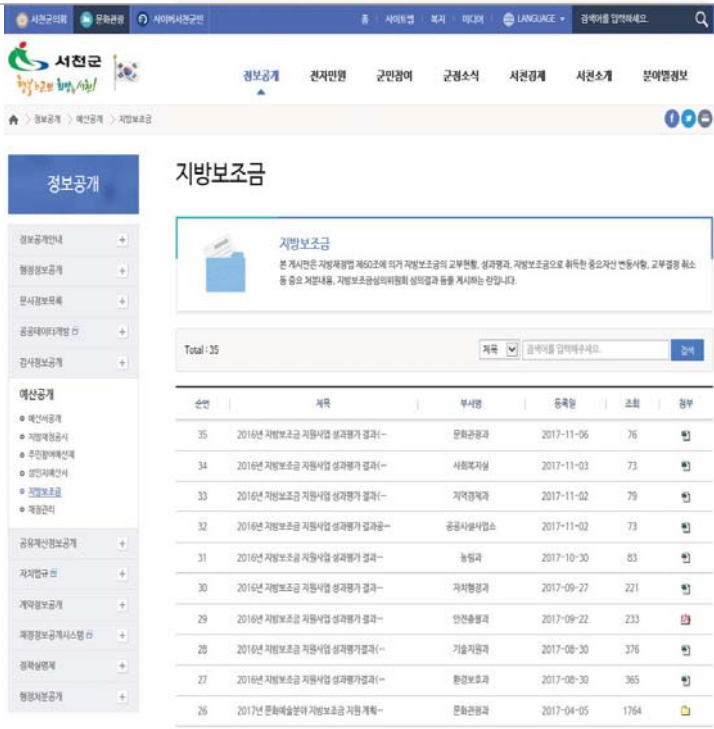 서천군의회 문화관광 사이버서천군민 홈 사이트맵 복지 미디어 LANGUAGE 검색어를 입력하세요.
서천군
행복한 군민 희망찬 서천!
정보공개 전자민원 군민참여 군정소식 서천경제 서천소개 분야별정보
정보공개 > 예산공개 > 지방보조금
정보공개
지방보조금
지방보조금
본 게시판은 지방재정법 제60조에 의거 지방보조금의 교부현황, 성과평가, 지방보조금으로 취득한 중요자산 변동사항, 교부결정 취소
등 중요 처분내용, 지방보조금심의위원회 심의결과 등을 게시하는 란입니다.
정보공개안내
행정정보공개
문서정보목록
공공데이터개방
감사정보공개
예산공개
예산서공개
지방재정공시
주민참여예산제
성인지예산서
지방보조금
재정관리
공유재산정보공개
자치법규
계약정보공개
재정정보공개시스템
정책실명제
행정처분공개
Total : 35 제목 검색어를 입력해주세요. 검색
순번 제목 부서명 등록일 조회 첨부
35 2016년 지방보조금 지원사업 성과평가 결과(… 문화관광과 2017-11-06 76
34 2016년 지방보조금 지원사업 성과평가 결과(… 사회복지실 2017-11-03 73
33 2016년 지방보조금 지원사업 성과평가 결과(… 지역경제과 2017-11-02 79
32 2016년 지방보조금 지원사업 성과평가 결과공… 공공시설사업소 2017-11-02 73
31 2016년 지방보조금 지원사업 성과평가 결과… 농림과 2017-10-30 83
30 2016년 지방보조금 지원사업 성과평가 결과… 자치행정과 2017-09-27 221
29 2016년 지방보조금 지원사업 성과평가 결과… 안전총괄과 2017-09-22 233
28 2016년 지방보조금 지원사업 성과평가결과(… 기술지원과 2017-08-30 376
27 2016년 지방보조금 지원사업 성과평가결과(… 환경보호과 2017-08-30 365
26 2017년 문화예술분야 지방보조금 지원 계획… 문화관광과 2017-04-05 1764